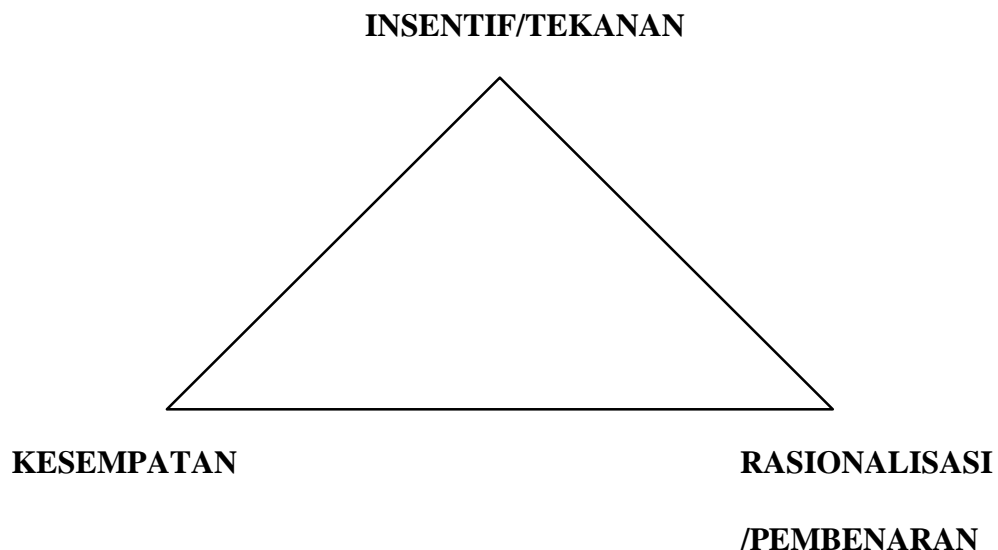 INSENTIF/TEKANAN
KESEMPATAN
RASIONALISASI
/PEMBENARAN